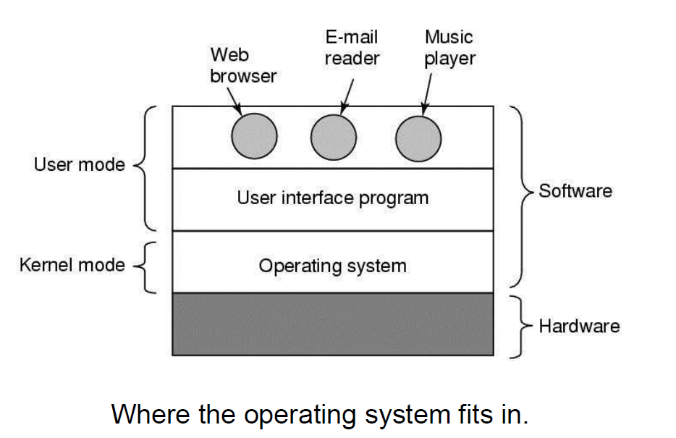 E-mail
reader
Music
player
Web
browser
User mode
User interface program
Software
Kernel mode
Operating system
Hardware
Where the operating system fits in.